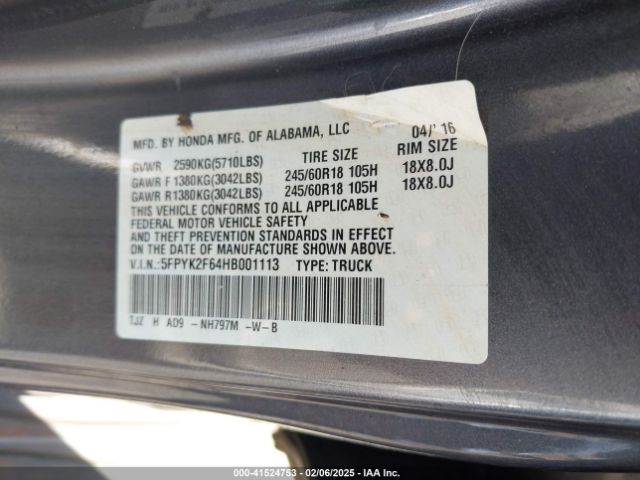 MFD. BY HONDA MFG. OF ALABAMA, LLC 04/'16
GVWR 2590KG(5710LBS) TIRE SIZE RIM SIZE
GAWR F 1380KG(3042LBS) 245/60R18 105H 18X8.0J
GAWR R 1380KG(3042LBS) 245/60R18 105H 18X8.0J
THIS VEHICLE CONFORMS TO ALL APPLICABLE
FEDERAL MOTOR VEHICLE SAFETY
AND THEFT PREVENTION STANDARDS IN EFFECT
ON THE DATE OF MANUFACTURE SHOWN ABOVE.
V.I.N.:5FPYK2F64HB001113 TYPE: TRUCK
TJZ H AD9 -NH797M -W-B
000-41524753 — 02/06/2025 — IAA Inc.